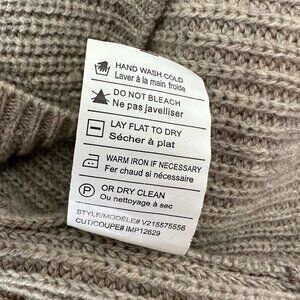 HAND WASH COLD
Laver à la main froide
DO NOT BLEACH
Ne pas javelliser
LAY FLAT TO DRY
Sécher à plat
WARM IRON IF NECESSARY
Fer chaud si nécessaire
P OR DRY CLEAN
Ou nettoyage à sec
STYLE/MODÈLE# V215575556
CUT/COUPE# IMP12629